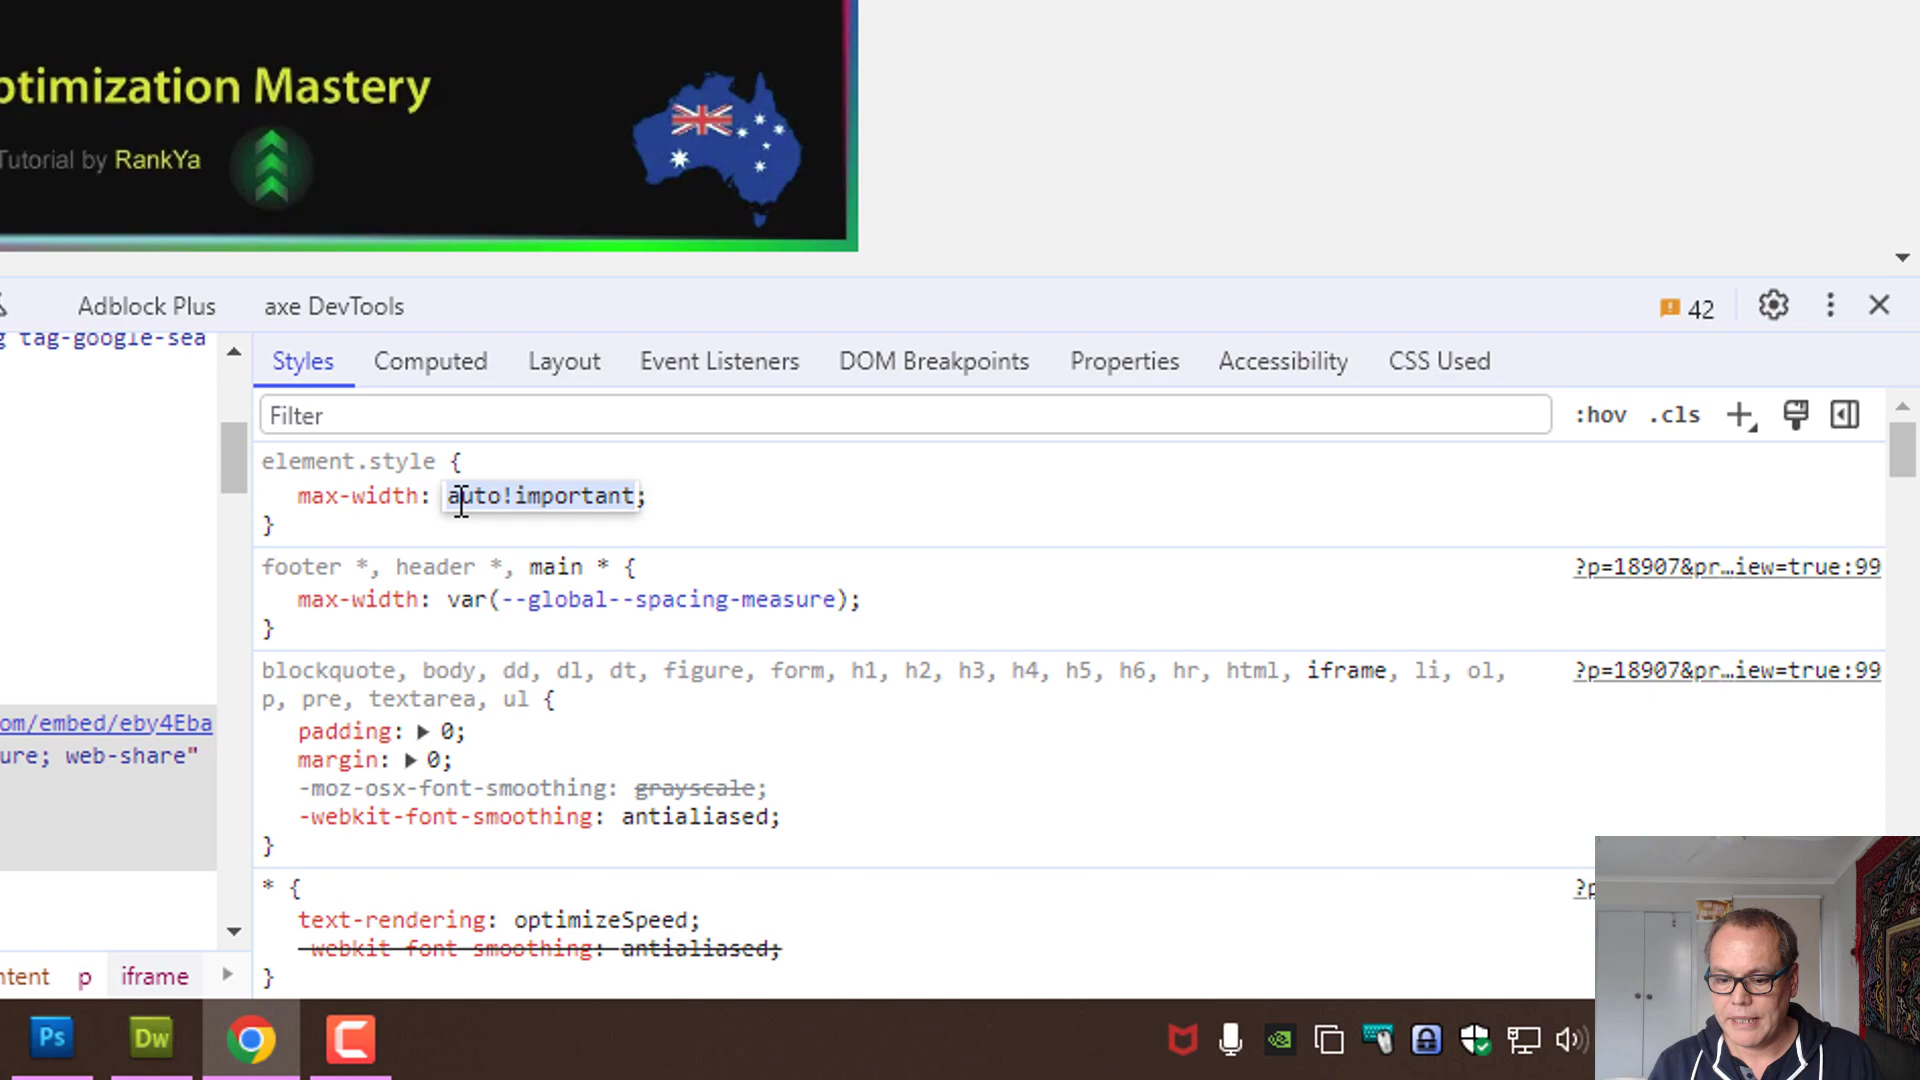 ptimization Mastery
Tutorial by RankYa
Adblock Plus axe DevTools 42
g tag-google-sea
Styles Computed Layout Event Listeners DOM Breakpoints Properties Accessibility CSS Used
Filter :hov .cls
element.style {
max-width: auto!important;
}
footer *, header *, main * { ?p=18907&pr…iew=true:99
max-width: var(--global--spacing-measure);
}
blockquote, body, dd, dl, dt, figure, form, h1, h2, h3, h4, h5, h6, hr, html, iframe, li, ol, ?p=18907&pr…iew=true:99
p, pre, textarea, ul {
om/embed/eby4Eba
padding: 0;
ure; web-share"
margin: 0;
-moz-osx-font-smoothing: grayscale;
-webkit-font-smoothing: antialiased;
}
* { ?p
text-rendering: optimizeSpeed;
-webkit-font-smoothing: antialiased;
}
ntent p iframe
Ps Dw